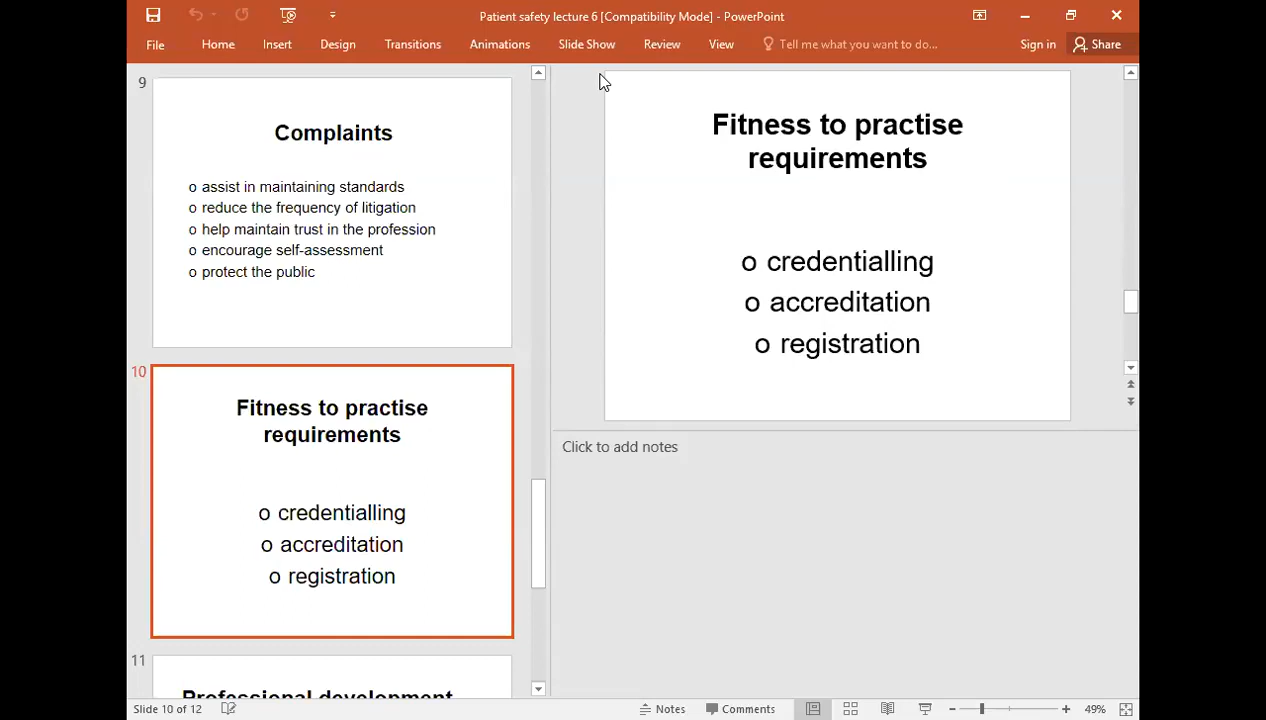 Patient safety lecture 6 [Compatibility Mode] - PowerPoint
File Home Insert Design Transitions Animations Slide Show Review View Tell me what you want to do... Sign in Share
9
Complaints
o assist in maintaining standards
o reduce the frequency of litigation
o help maintain trust in the profession
o encourage self-assessment
o protect the public
10
Fitness to practise
requirements
o credentialling
o accreditation
o registration
11
Professional development
Fitness to practise
requirements
o credentialling
o accreditation
o registration
Click to add notes
Slide 10 of 12 Notes Comments 49%